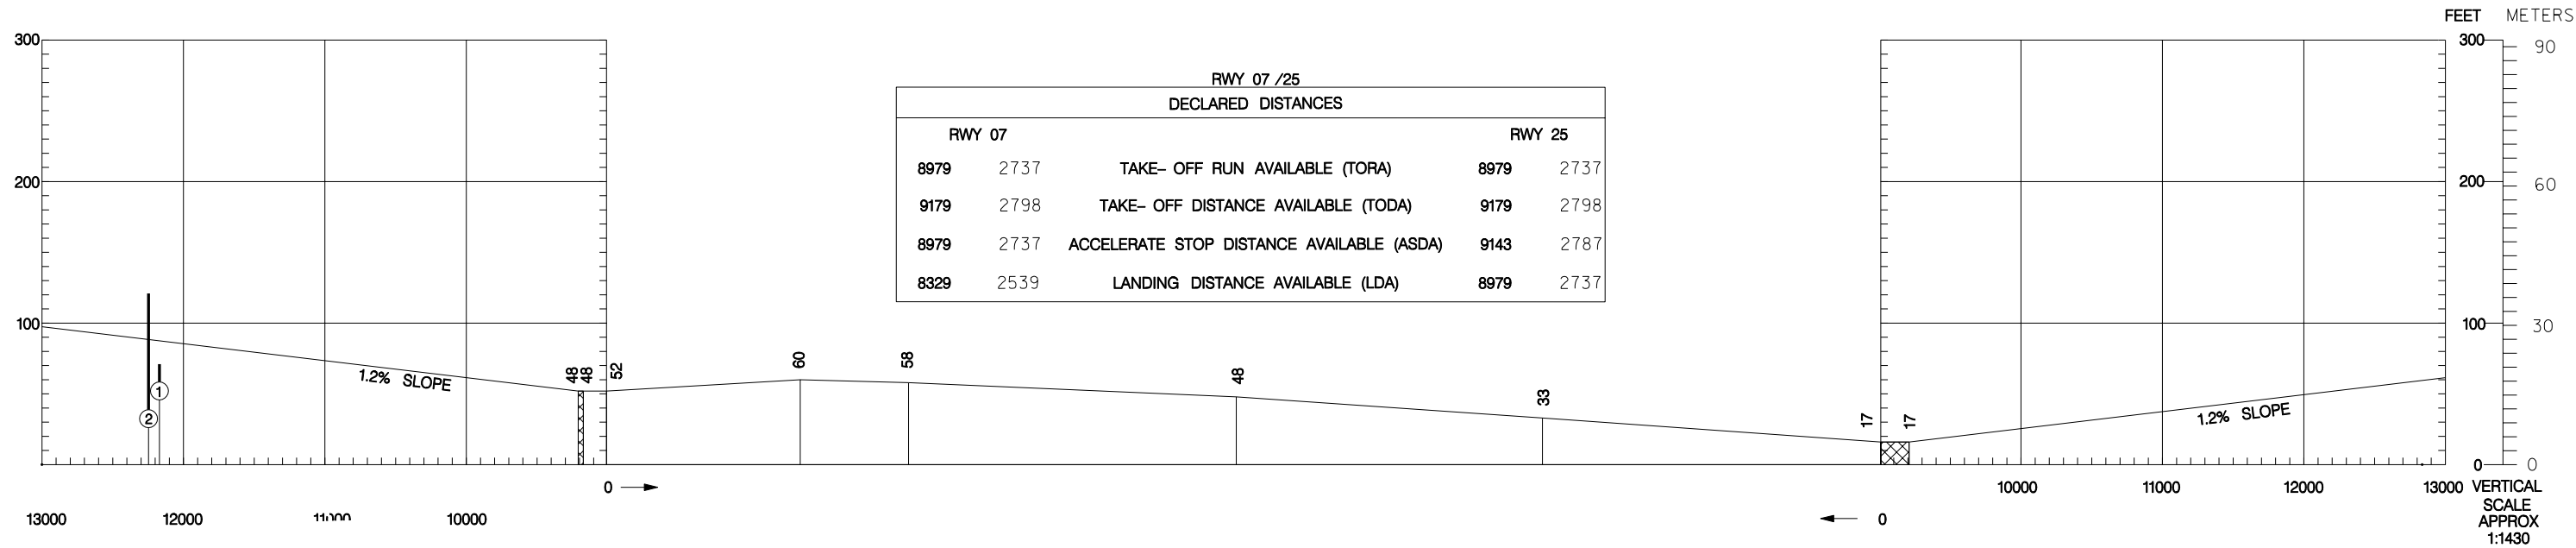 FEET METERS
300 300 90
RWY 07 /25
DECLARED DISTANCES
RWY 07 RWY 25
8979 2737 TAKE– OFF RUN AVAILABLE (TORA) 8979 2737
200 200 60
9179 2798 TAKE– OFF DISTANCE AVAILABLE (TODA) 9179 2798
8979 2737 ACCELERATE STOP DISTANCE AVAILABLE (ASDA) 9143 2787
8329 2539 LANDING DISTANCE AVAILABLE (LDA) 8979 2737
100 100 30
1.2% SLOPE 48 48 52 60 58 48 33 17 17 1.2% SLOPE
1
2
0 0
0 10000 11000 12000 13000 VERTICAL
SCALE
13000 12000 11000 10000 0 APPROX
1:1430